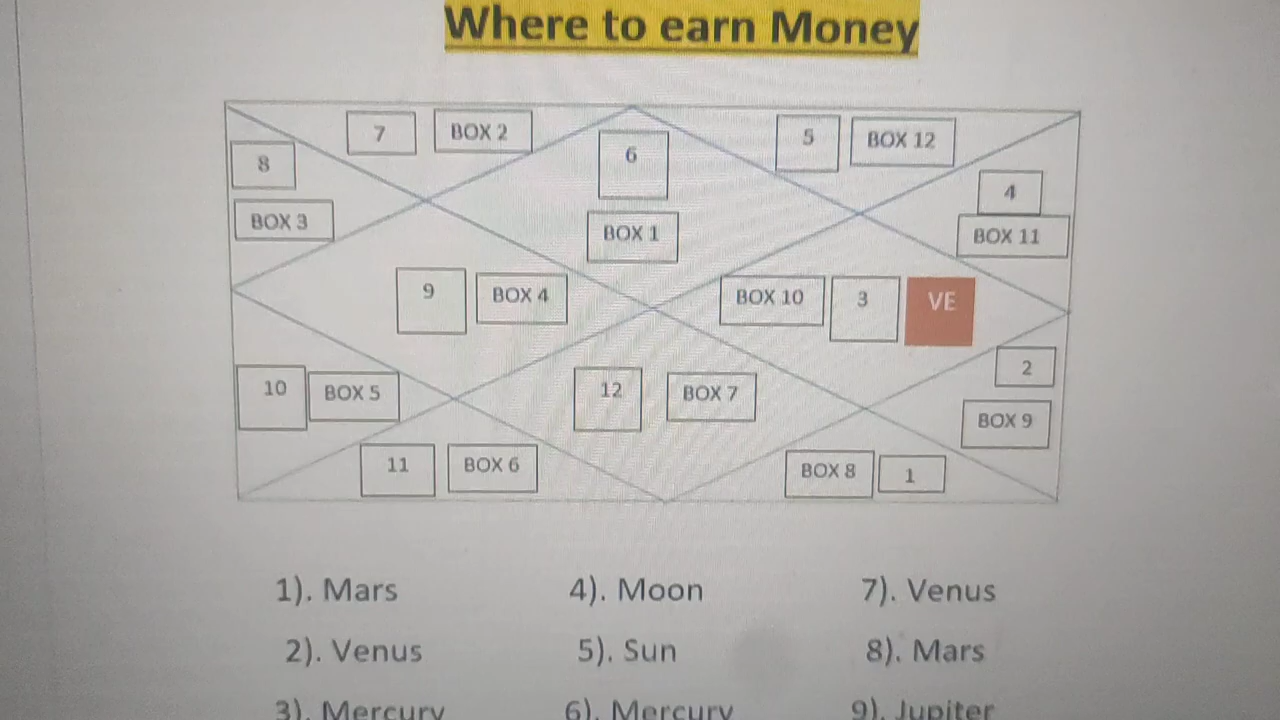 Where to earn Money
7 BOX 2
5 BOX 12
8
6
4
BOX 3
BOX 1
BOX 11
9 BOX 4
BOX 10 3 VE
2
10 BOX 5
12 BOX 7
BOX 9
11 BOX 6
BOX 8 1
1). Mars 4). Moon 7). Venus
2). Venus 5). Sun 8). Mars
3). Mercury 6). Mercury 9). Jupiter